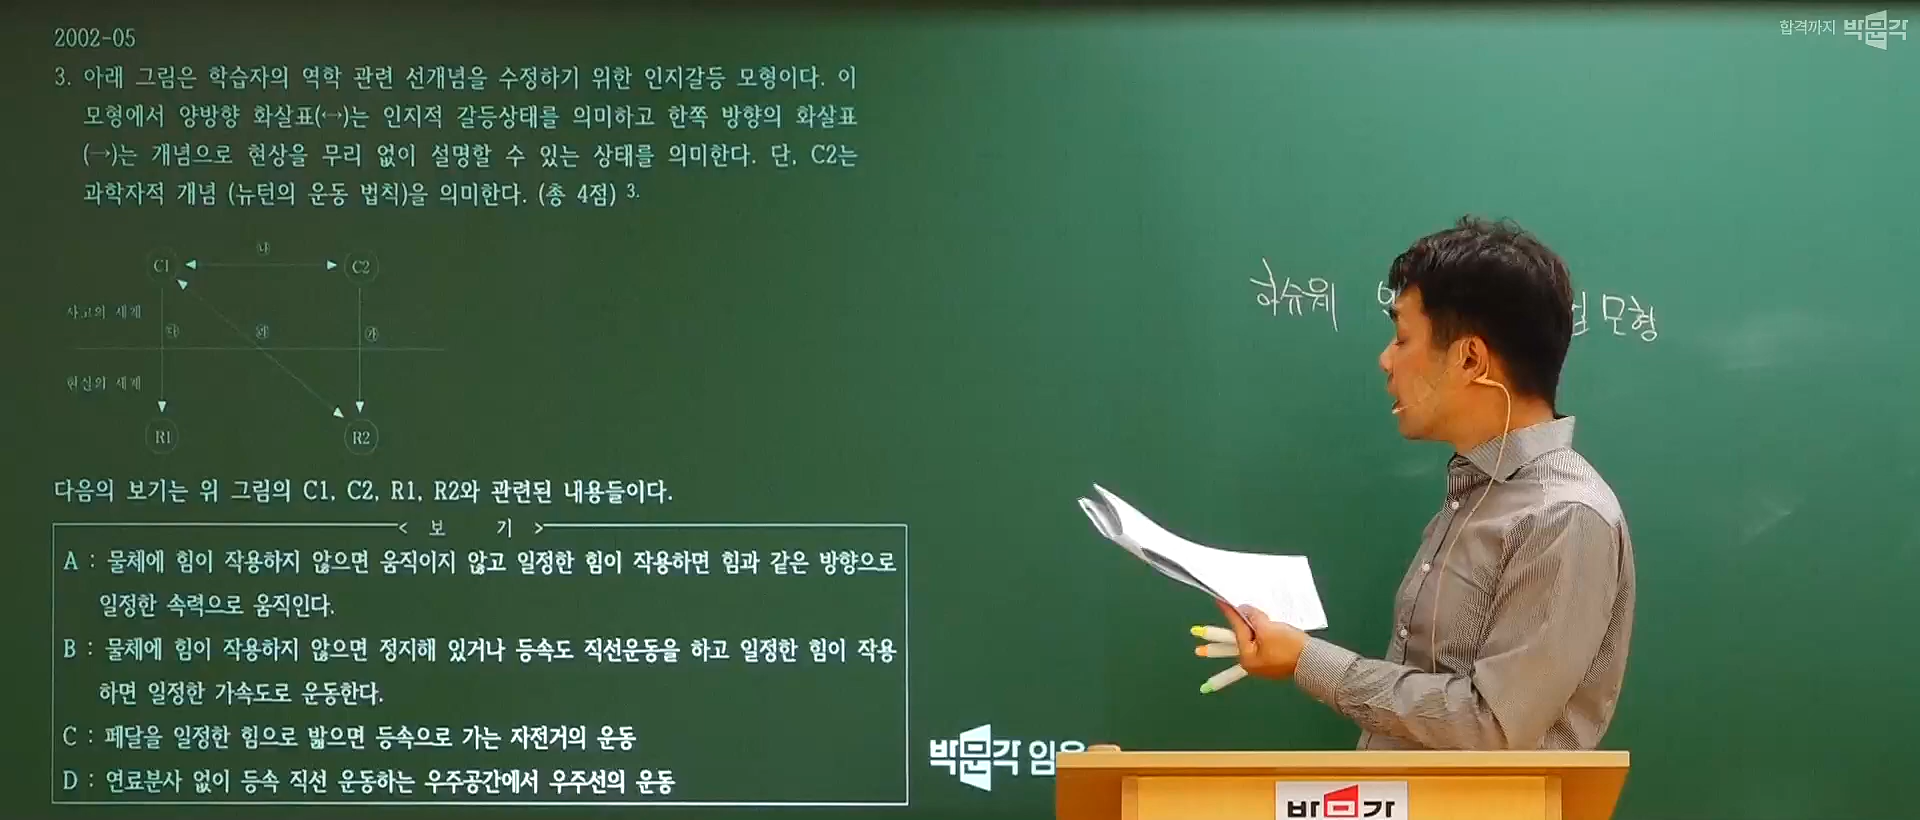 합격까지 박문각
2002-05
3. 아래 그림은 학습자의 역학 관련 선개념을 수정하기 위한 인지갈등 모형이다. 이
모형에서 양방향 화살표(↔)는 인지적 갈등상태를 의미하고 한쪽 방향의 화살표
(→)는 개념으로 현상을 무리 없이 설명할 수 있는 상태를 의미한다. 단, C2는
과학자적 개념 (뉴턴의 운동 법칙)을 의미한다. (총 4점) 3.
하슈웨 모형
㉯
C1
C2
사고의 세계
㉰
㉱
㉮
현실의 세계
R1
R2
다음의 보기는 위 그림의 C1, C2, R1, R2와 관련된 내용들이다.
< 보 기 >
A : 물체에 힘이 작용하지 않으면 움직이지 않고 일정한 힘이 작용하면 힘과 같은 방향으로
일정한 속력으로 움직인다.
B : 물체에 힘이 작용하지 않으면 정지해 있거나 등속도 직선운동을 하고 일정한 힘이 작용
하면 일정한 가속도로 운동한다.
C : 페달을 일정한 힘으로 밟으면 등속으로 가는 자전거의 운동
D : 연료분사 없이 등속 직선 운동하는 우주공간에서 우주선의 운동
박문각 임용
박문각